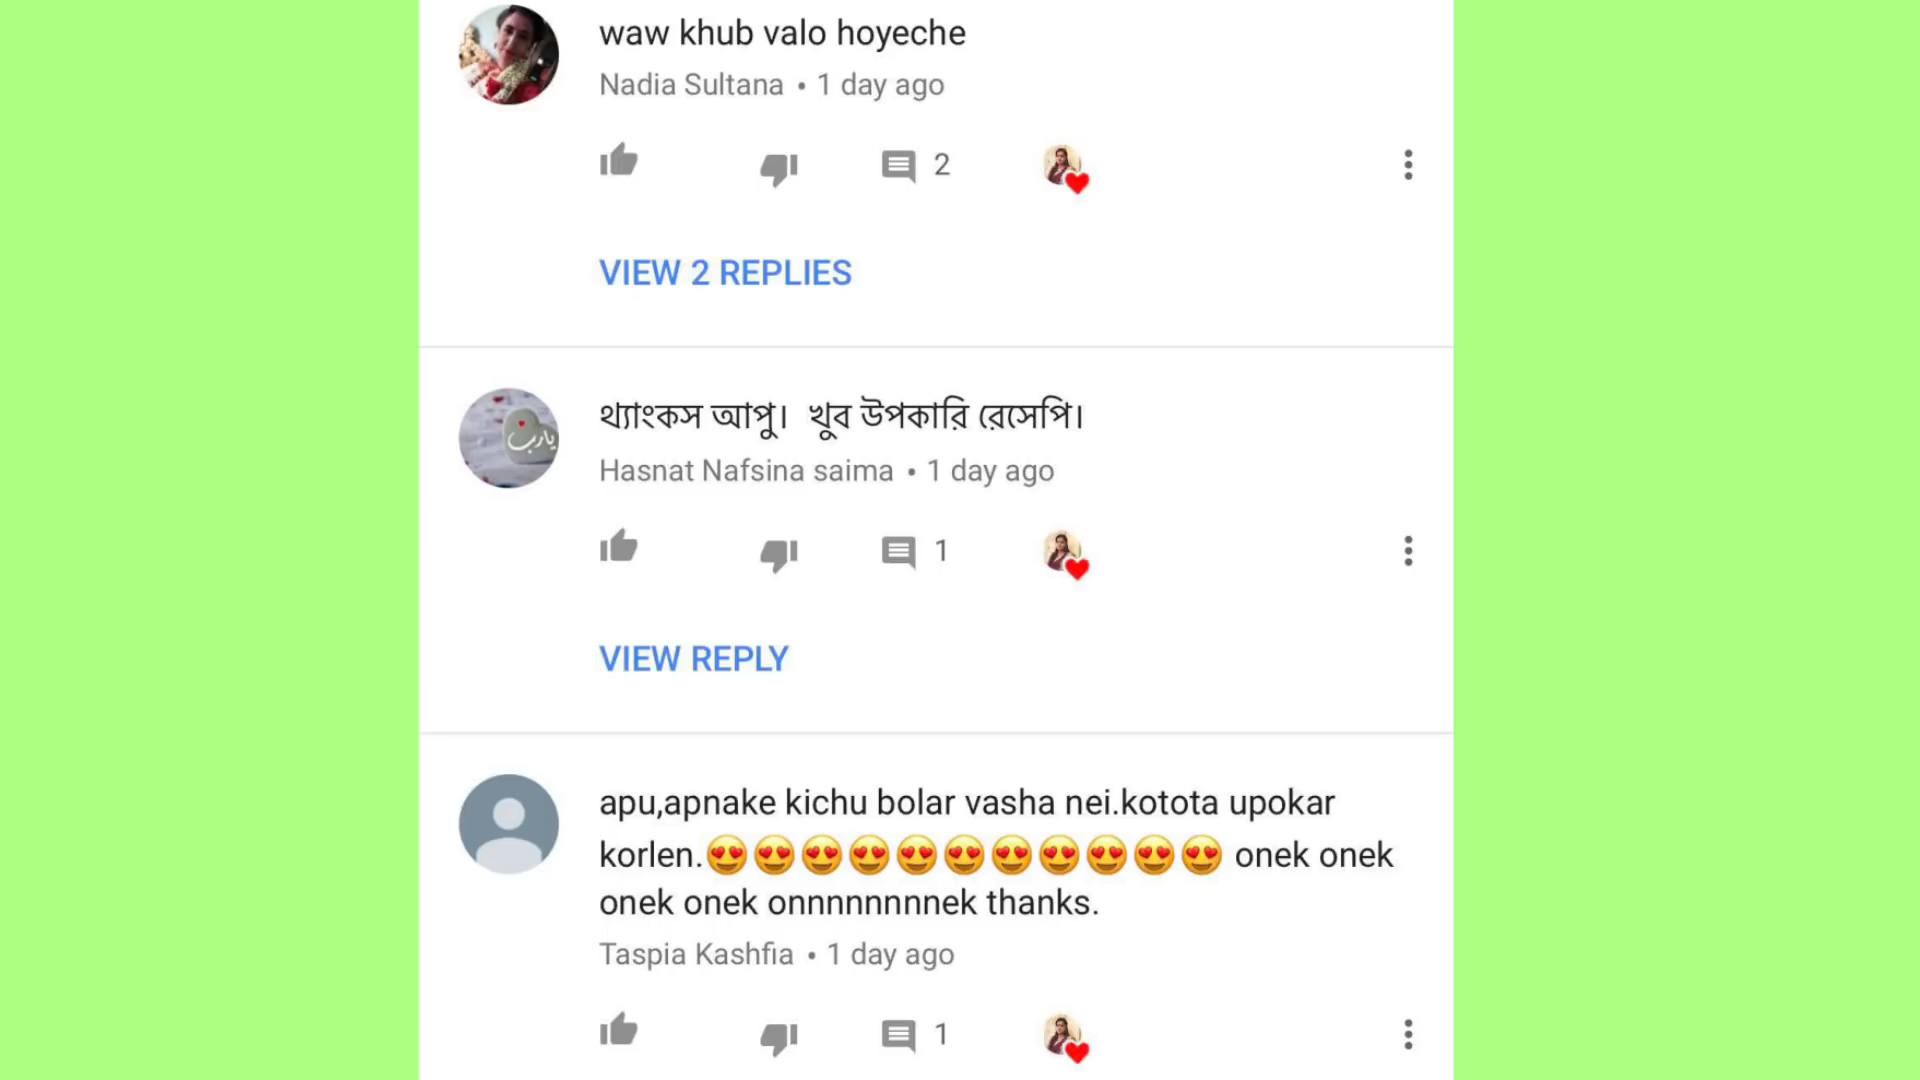 waw khub valo hoyeche
Nadia Sultana • 1 day ago
2
VIEW 2 REPLIES
থ্যাংকস আপু। খুব উপকারি রেসেপি।
يارب
Hasnat Nafsina saima • 1 day ago
1
VIEW REPLY
apu,apnake kichu bolar vasha nei.kotota upokar
korlen.😍😍😍😍😍😍😍😍😍😍😍 onek onek
onek onek onnnnnnnnek thanks.
Taspia Kashfia • 1 day ago
1